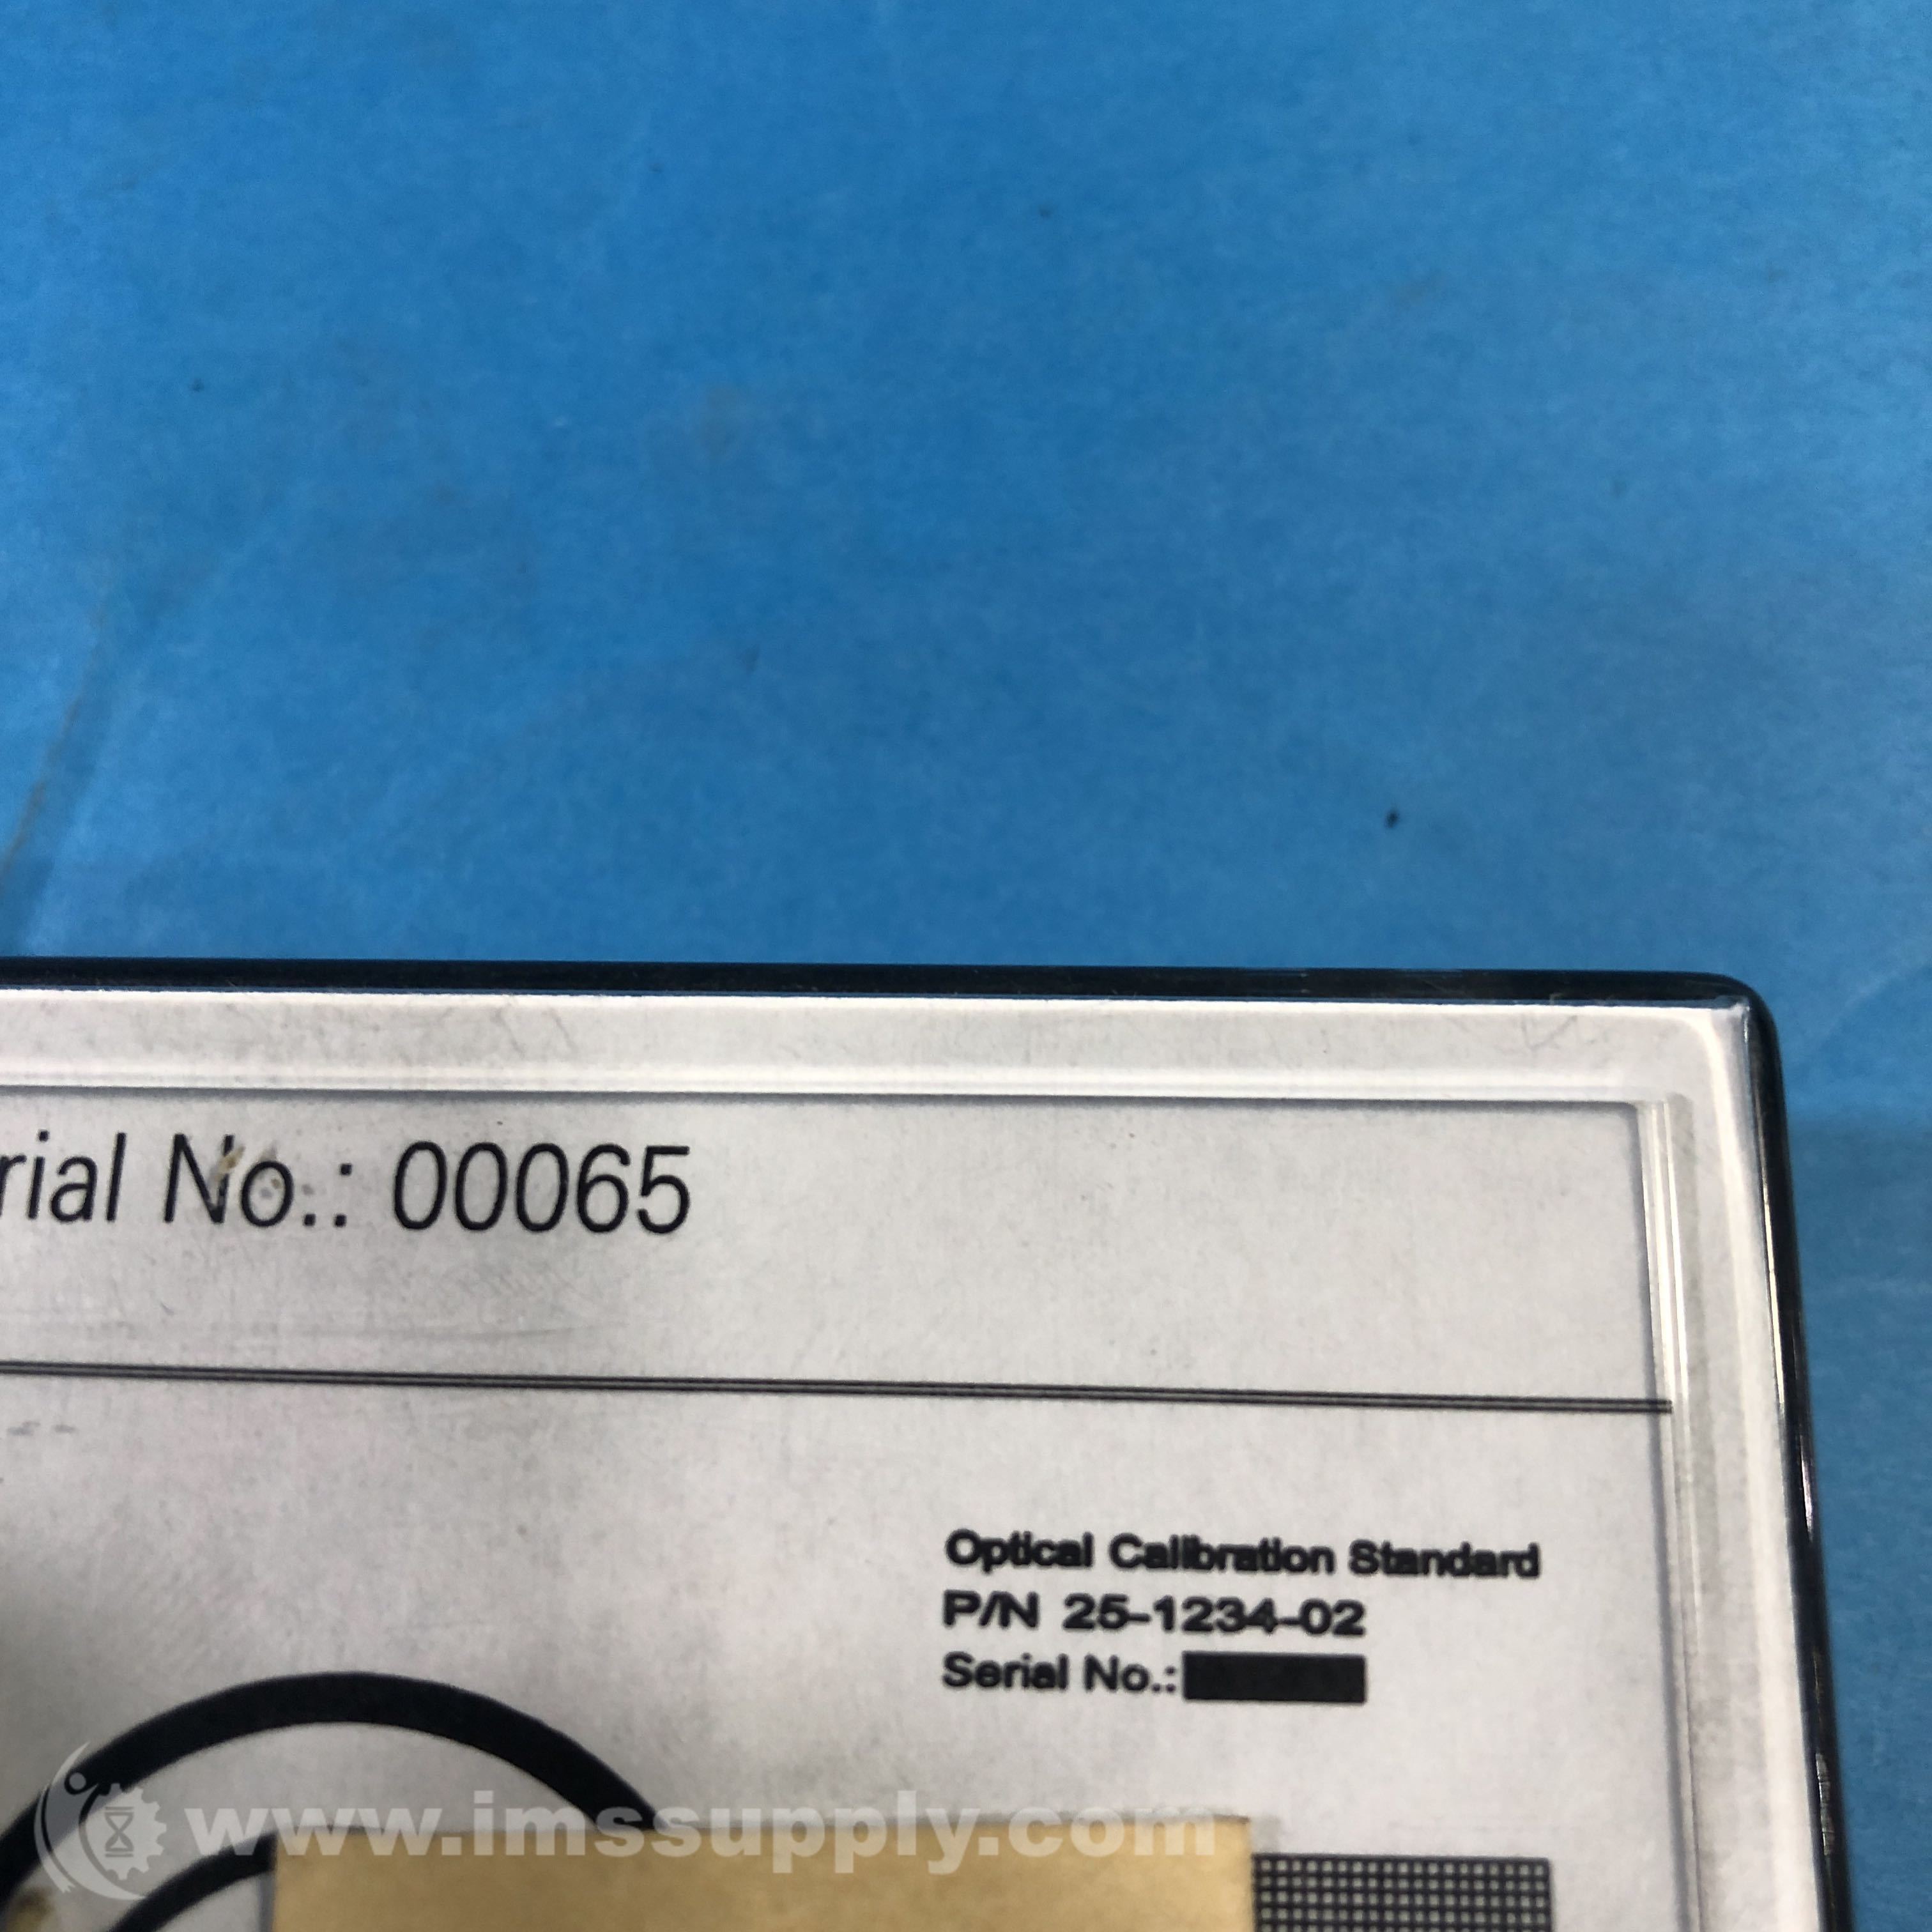 rial No.: 00065
Optical Calibration Standard
P/N 25-1234-02
Serial No.:
www.imssupply.com